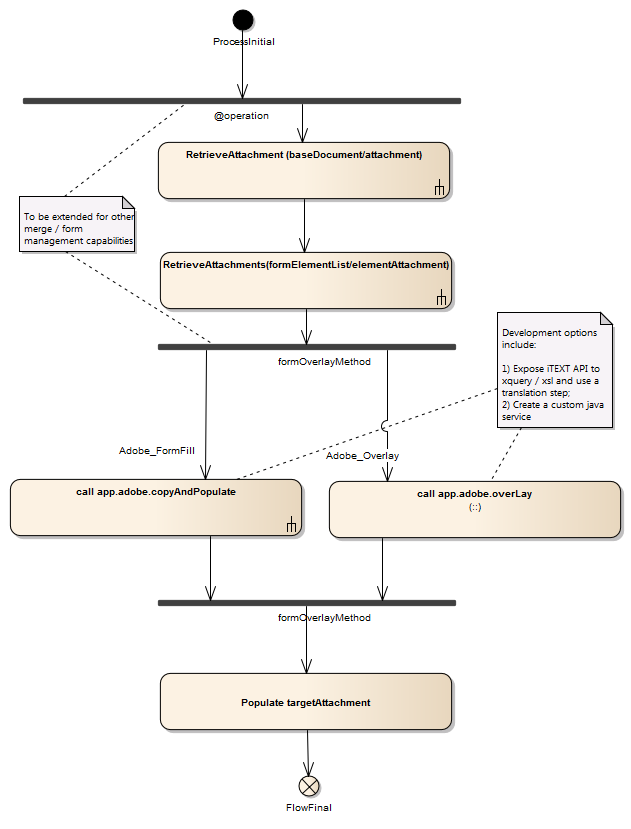 ProcessInitial
@operation
RetrieveAttachment (baseDocument/attachment)
To be extended for other
merge / form
management capabilities
RetrieveAttachments(formElementList/elementAttachment)
Development options
include:
1) Expose iTEXT API to
xquery / xsl and use a
translation step;
2) Create a custom java
service
formOverlayMethod
Adobe_FormFill
Adobe_Overlay
call app.adobe.copyAndPopulate
call app.adobe.overLay
(::)
formOverlayMethod
Populate targetAttachment
FlowFinal